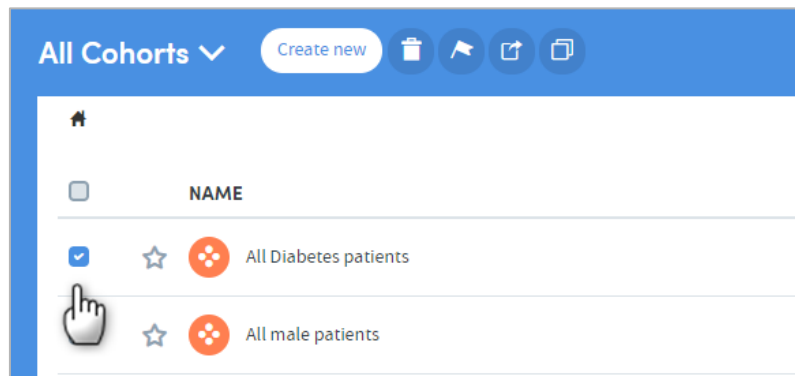 All Cohorts
Create new
NAME
All Diabetes patients
All male patients